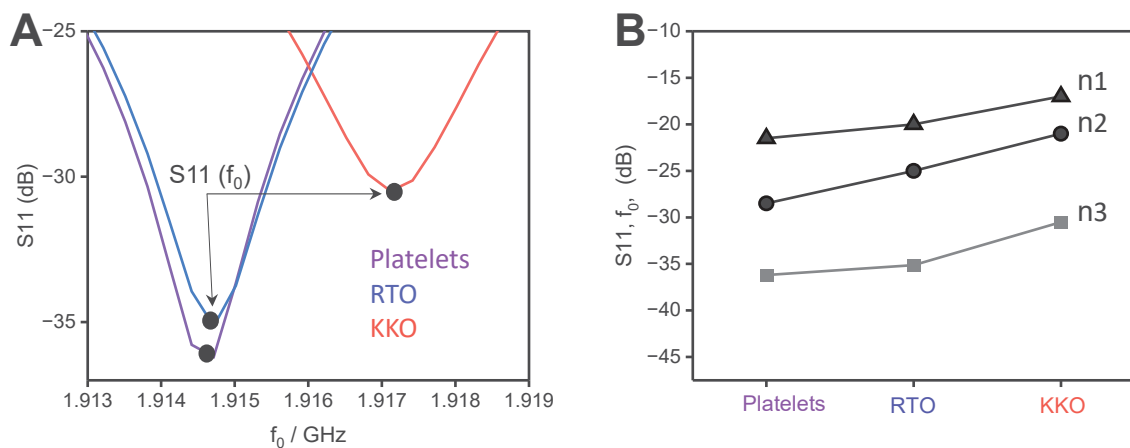 A
S11 (dB)
−25
−30
−35
S11 (f₀)
Platelets
RTO
KKO
1.913 1.914 1.915 1.916 1.917 1.918 1.919
f₀ / GHz
B
S11, f₀, (dB)
−10
−15
−20
−25
−30
−35
−40
−45
n1
n2
n3
Platelets RTO KKO